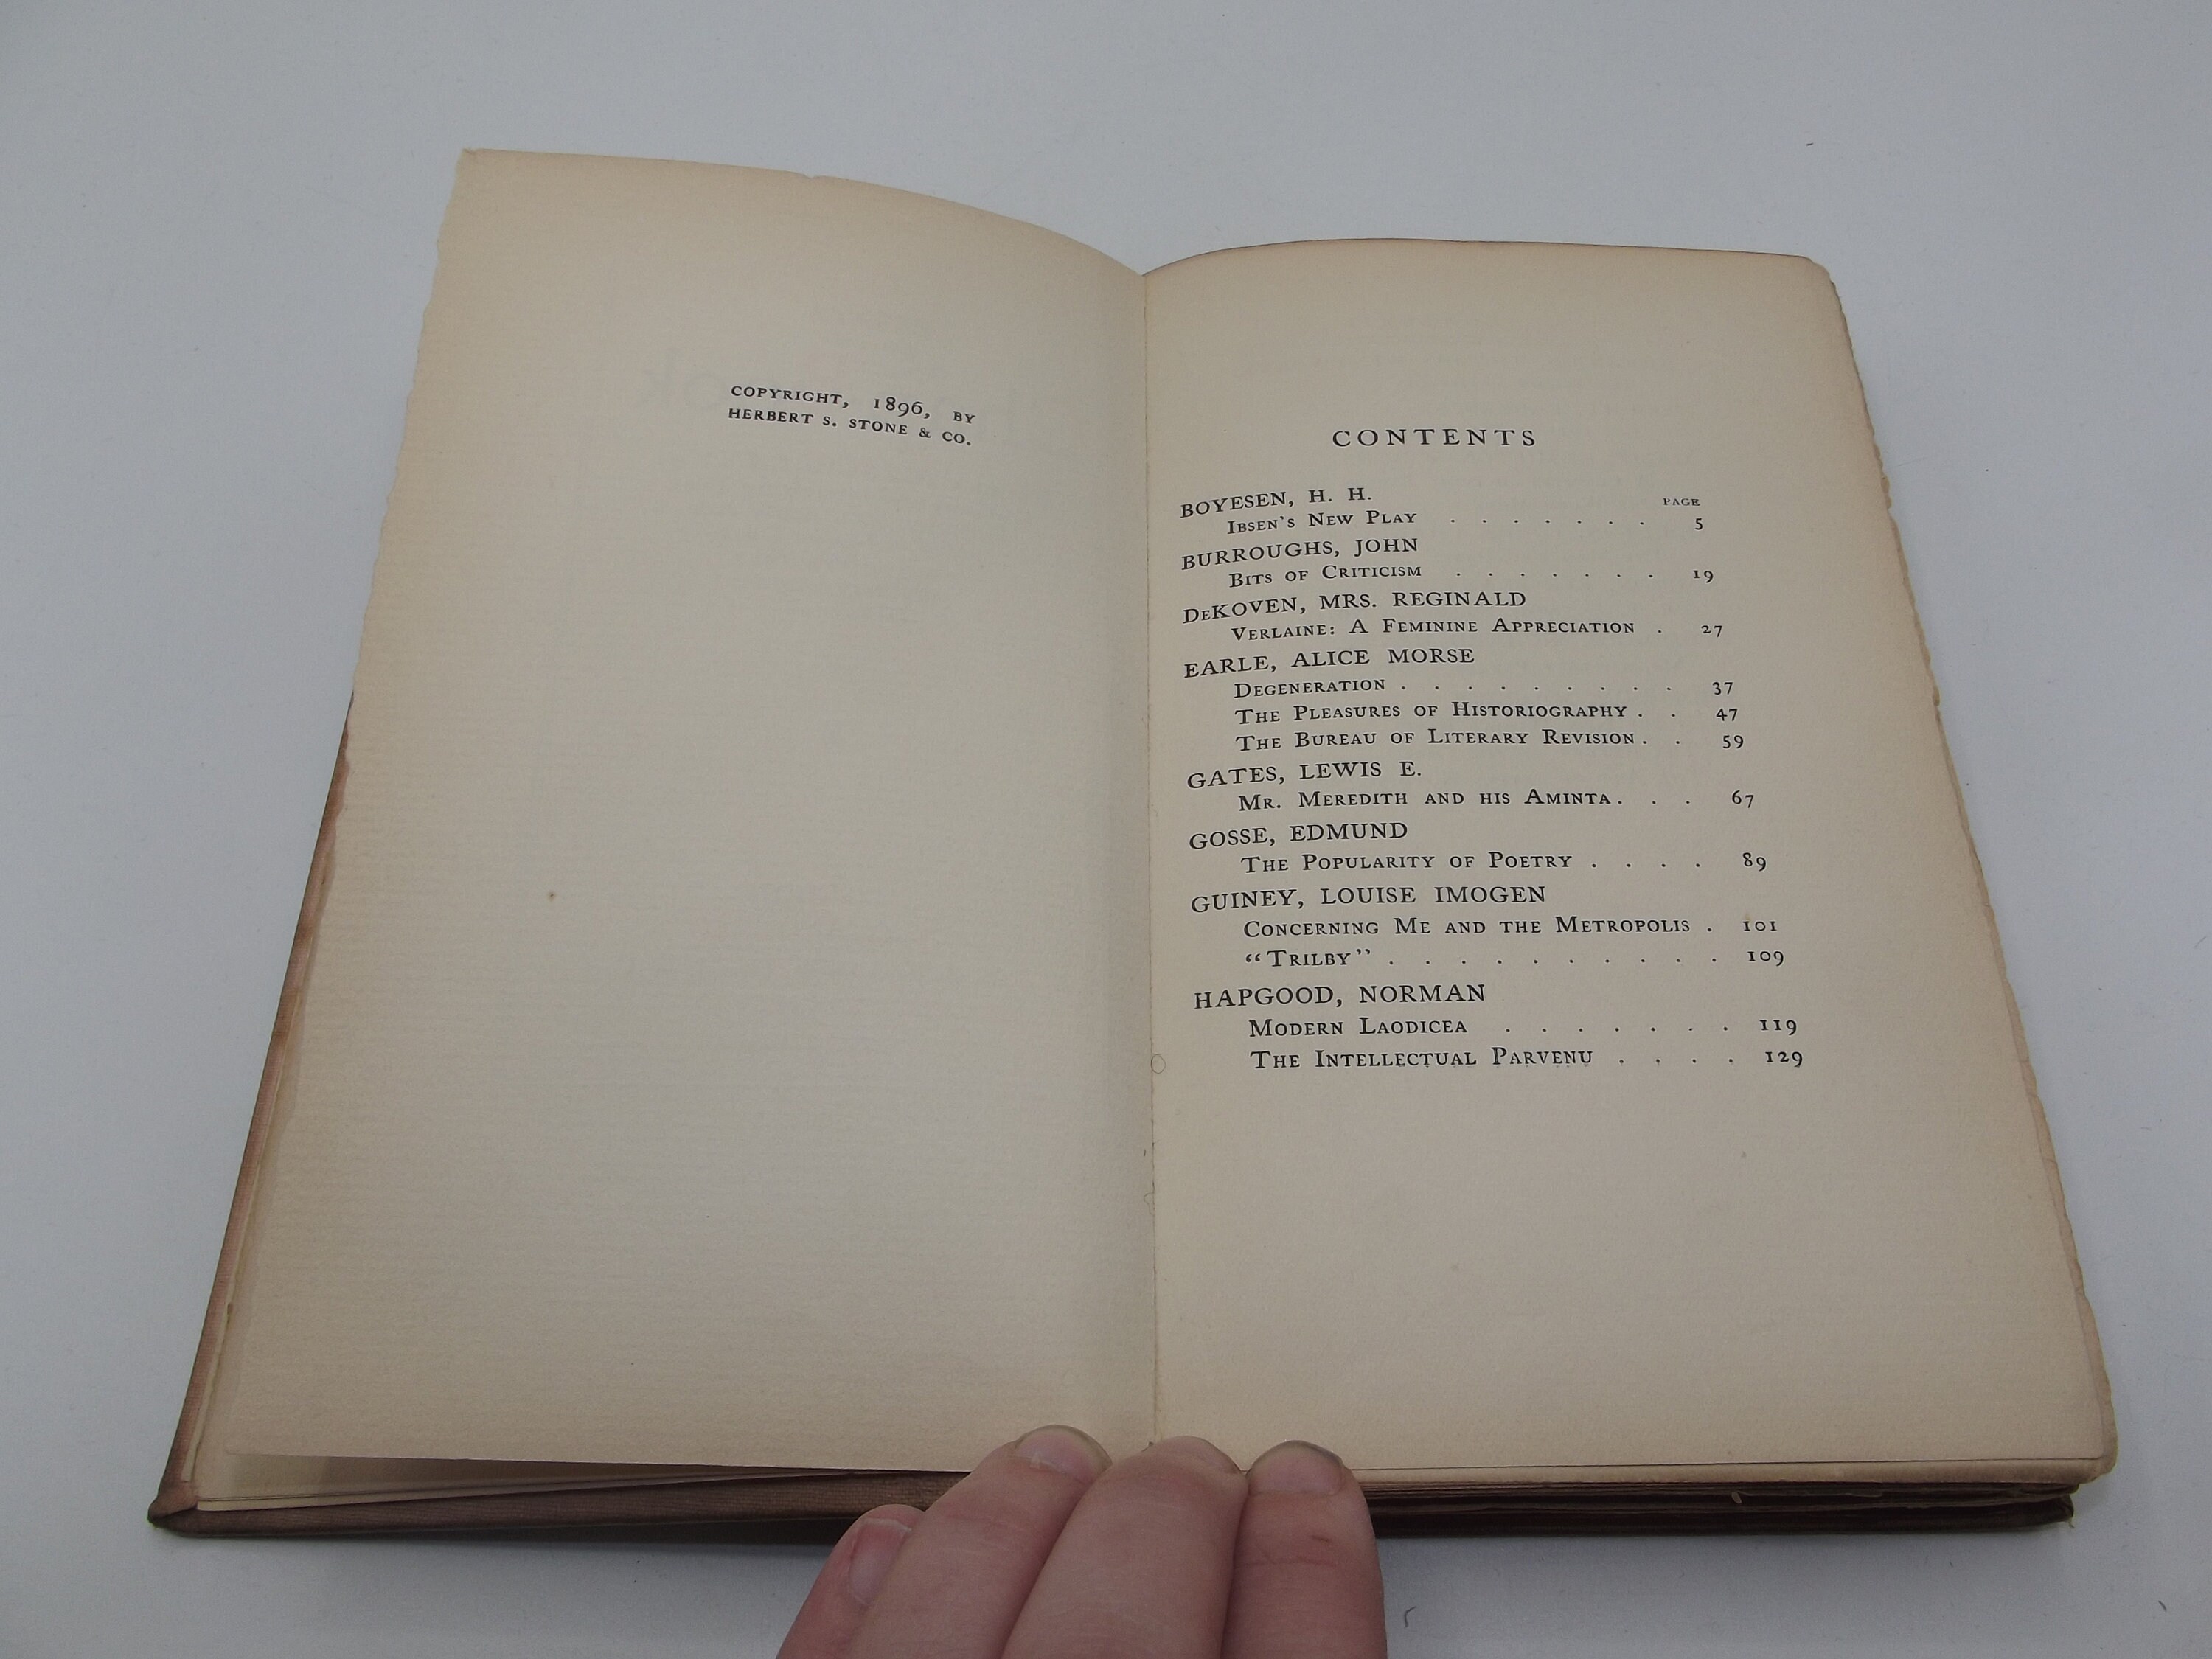 COPYRIGHT, 1896, BY
HERBERT S. STONE & CO.
CONTENTS
BOYESEN, H. H.
PAGE
IBSEN'S NEW PLAY . . . . . . . 5
BURROUGHS, JOHN
BITS OF CRITICISM . . . . . . . 19
DeKOVEN, MRS. REGINALD
VERLAINE: A FEMININE APPRECIATION . 27
EARLE, ALICE MORSE
DEGENERATION . . . . . . . . . 37
THE PLEASURES OF HISTORIOGRAPHY . . 47
THE BUREAU OF LITERARY REVISION . . 59
GATES, LEWIS E.
MR. MEREDITH AND HIS AMINTA . . . 67
GOSSE, EDMUND
THE POPULARITY OF POETRY . . . . 89
GUINEY, LOUISE IMOGEN
CONCERNING ME AND THE METROPOLIS . 101
"TRILBY" . . . . . . . . . . 109
HAPGOOD, NORMAN
MODERN LAODICEA . . . . . . . 119
THE INTELLECTUAL PARVENU . . . . 129